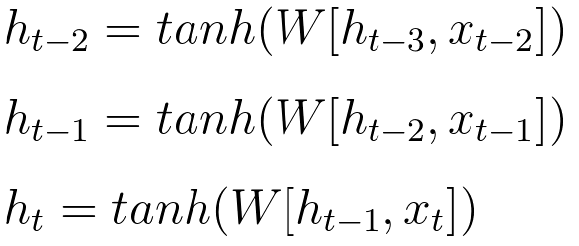 h_{t-2} = tanh(W[h_{t-3}, x_{t-2}])
h_{t-1} = tanh(W[h_{t-2}, x_{t-1}])
h_t = tanh(W[h_{t-1}, x_t])